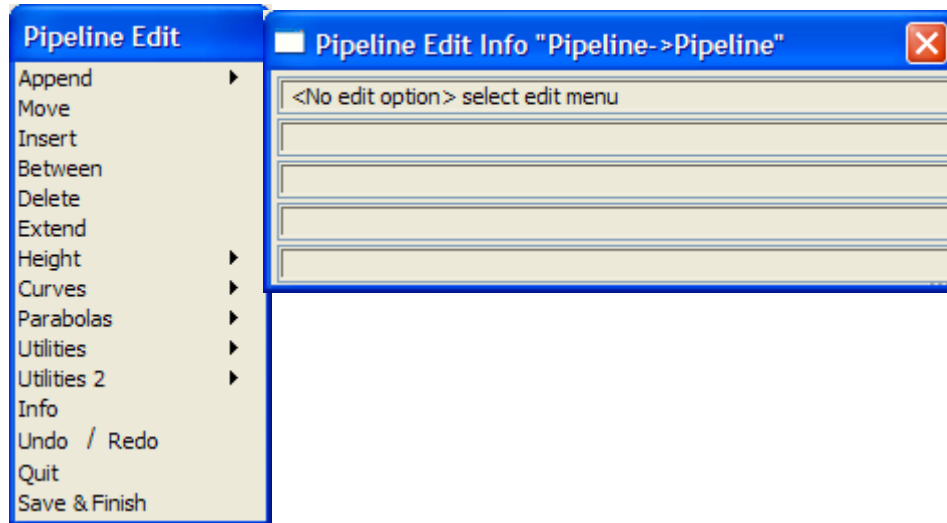 Pipeline Edit
Append
Move
Insert
Between
Delete
Extend
Height
Curves
Parabolas
Utilities
Utilities 2
Info
Undo / Redo
Quit
Save & Finish
Pipeline Edit Info "Pipeline->Pipeline"
<No edit option> select edit menu